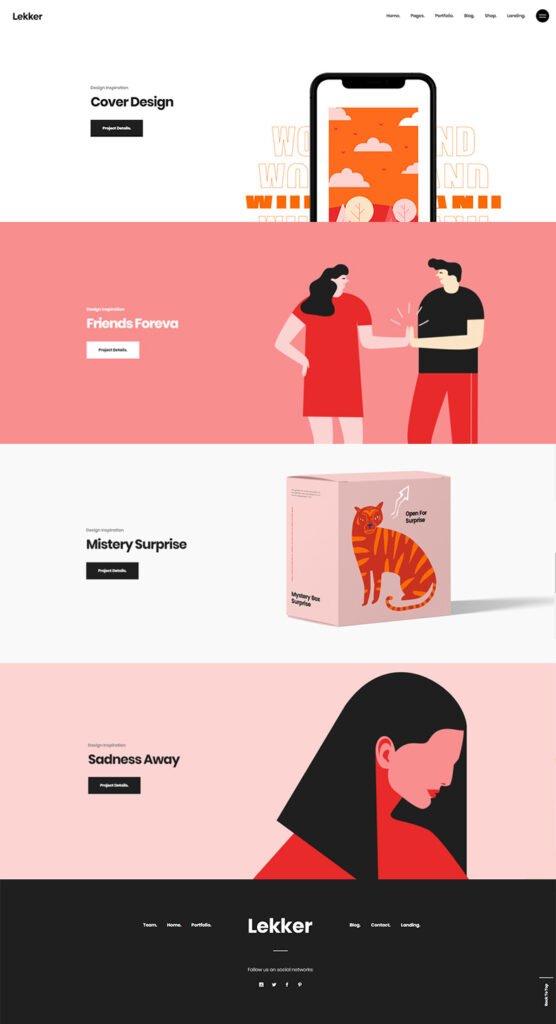 Lekker
Home. Pages. Portfolio. Blog. Shop. Landing.
Design Inspiration
Cover Design
Project Details.
Design Inspiration
Friends Foreva
Project Details.
Design Inspiration
Mistery Surprise
Project Details.
Open For
Surprise
Mystery Box
Surprise
Design Inspiration
Sadness Away
Project Details.
Team. Home. Portfolio.
Lekker
Blog. Contact. Landing.
Follow us on social networks
Back To Top